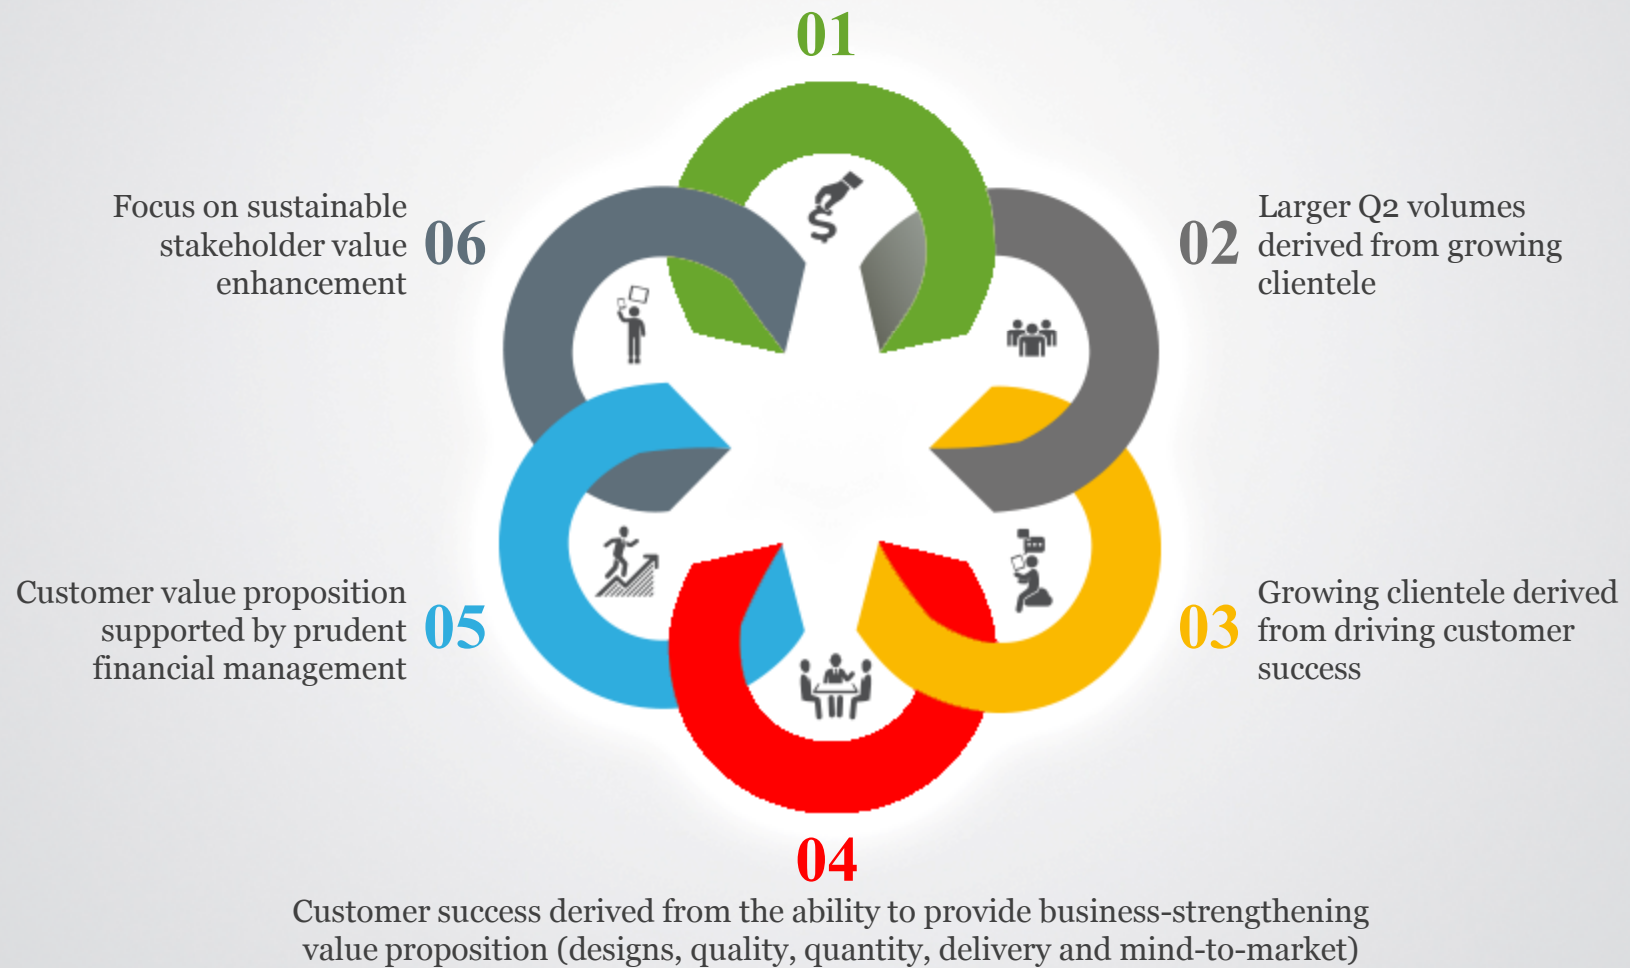 01
02
Larger Q2 volumes
derived from growing
clientele
03
Growing clientele derived
from driving customer
success
04
Customer success derived from the ability to provide business-strengthening
value proposition (designs, quality, quantity, delivery and mind-to-market)
05
Customer value proposition
supported by prudent
financial management
06
Focus on sustainable
stakeholder value
enhancement